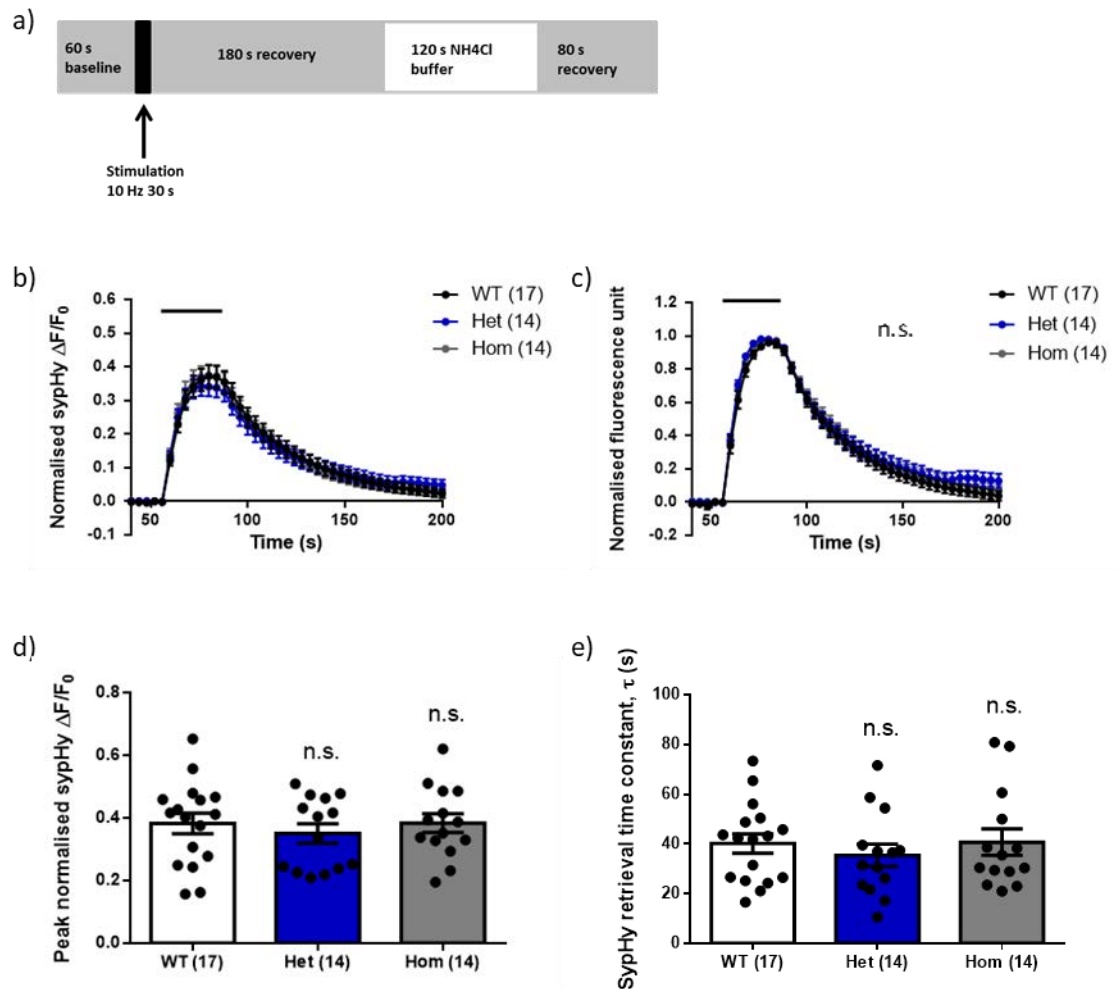 a)
60 s
baseline
180 s recovery
120 s NH4Cl
buffer
80 s
recovery
Stimulation
10 Hz 30 s
b)
Normalised sypHy ΔF/F0
0.6
0.5
0.4
0.3
0.2
0.1
0.0
-0.1
50
100
150
200
Time (s)
WT (17)
Het (14)
Hom (14)
c)
Normalised fluorescence unit
1.2
1.0
0.8
0.6
0.4
0.2
0.0
-0.2
50
100
150
200
Time (s)
WT (17)
Het (14)
Hom (14)
n.s.
d)
Peak normalised sypHy ΔF/F0
0.8
0.6
0.4
0.2
0.0
n.s.
n.s.
WT (17)
Het (14)
Hom (14)
e)
SypHy retrieval time constant, τ (s)
100
80
60
40
20
0
n.s.
n.s.
WT (17)
Het (14)
Hom (14)